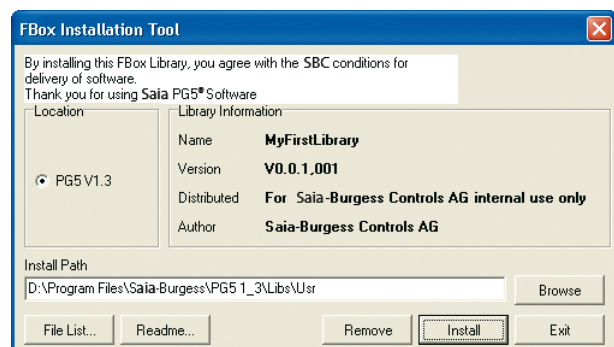 FBox Installation Tool
By installing this FBox Library, you agree with the SBC conditions for
delivery of software.
Thank you for using Saia PG5® Software
Location
PG5 V1.3
Library Information
Name MyFirstLibrary
Version V0.0.1,001
Distributed For Saia-Burgess Controls AG internal use only
Author Saia-Burgess Controls AG
Install Path
D:\Program Files\Saia-Burgess\PG5 1_3\Libs\Usr
Browse
File List... Readme... Remove Install Exit